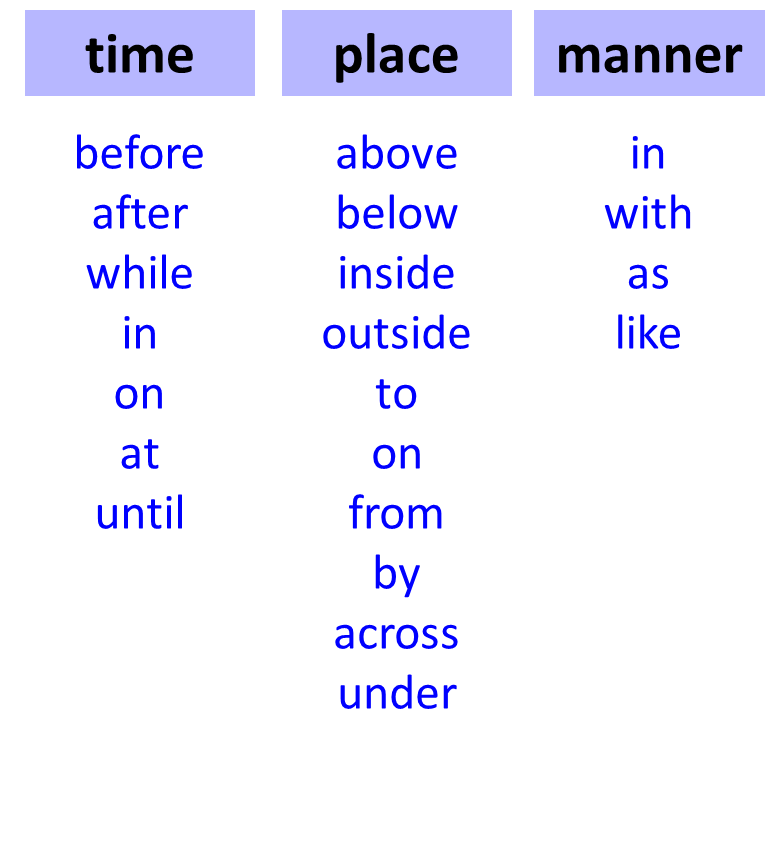 time
before
after
while
in
on
at
until
place
above
below
inside
outside
to
on
from
by
across
under
manner
in
with
as
like